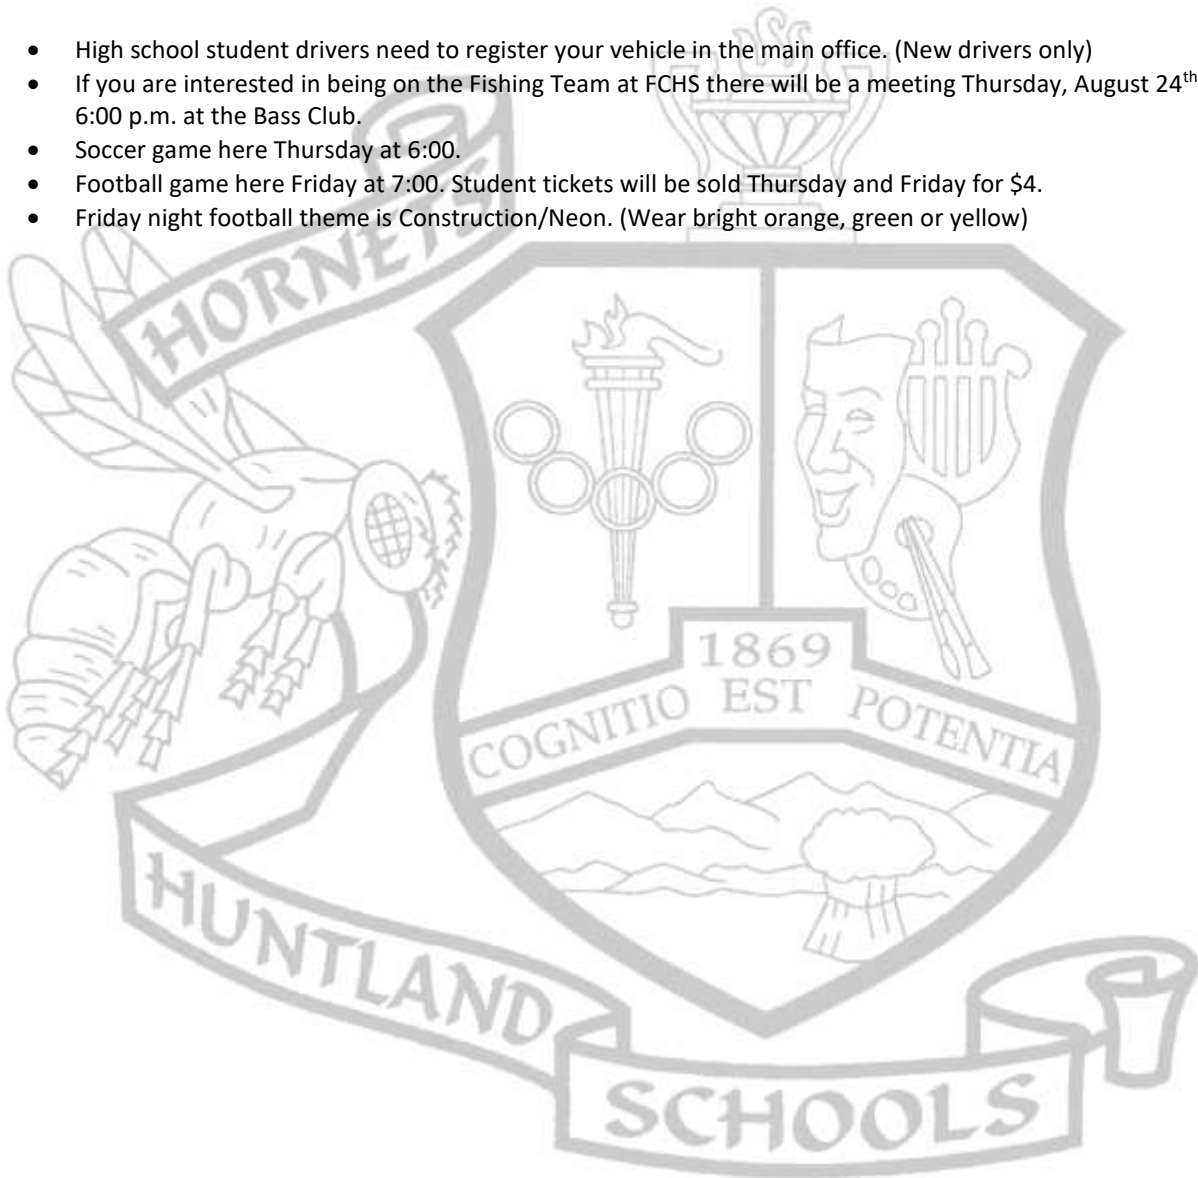 • High school student drivers need to register your vehicle in the main office. (New drivers only)
• If you are interested in being on the Fishing Team at FCHS there will be a meeting Thursday, August 24th
6:00 p.m. at the Bass Club.
• Soccer game here Thursday at 6:00.
• Football game here Friday at 7:00. Student tickets will be sold Thursday and Friday for $4.
• Friday night football theme is Construction/Neon. (Wear bright orange, green or yellow)
HORNETS
1869
COGNITIO EST POTENTIA
HUNTLAND
SCHOOLS